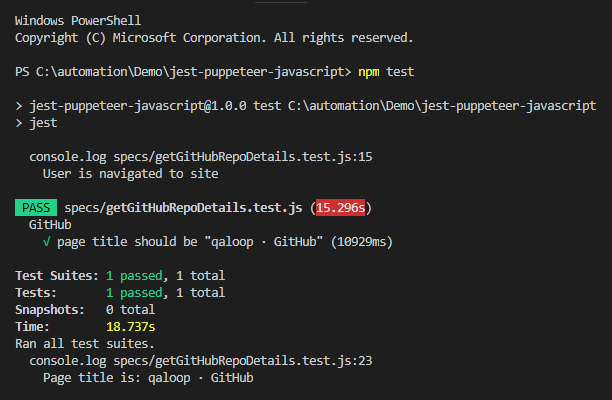 Windows PowerShell
Copyright (C) Microsoft Corporation. All rights reserved.
PS C:\automation\Demo\jest-puppeteer-javascript> npm test
> jest-puppeteer-javascript@1.0.0 test C:\automation\Demo\jest-puppeteer-javascript
> jest
console.log specs/getGitHubRepoDetails.test.js:15
User is navigated to site
PASS specs/getGitHubRepoDetails.test.js (15.296s)
GitHub
√ page title should be "qaloop · GitHub" (10929ms)
Test Suites: 1 passed, 1 total
Tests: 1 passed, 1 total
Snapshots: 0 total
Time: 18.737s
Ran all test suites.
console.log specs/getGitHubRepoDetails.test.js:23
Page title is: qaloop · GitHub